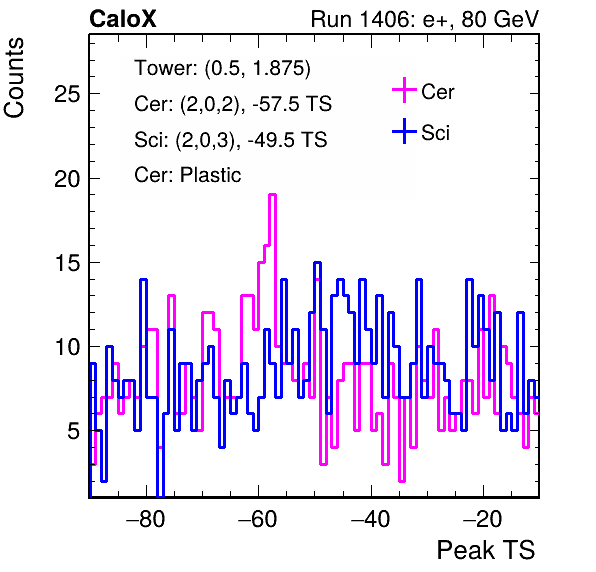 CaloX
Run 1406: e+, 80 GeV
Counts
Tower: (0.5, 1.875)
Cer: (2,0,2), -57.5 TS
Sci: (2,0,3), -49.5 TS
Cer: Plastic
Cer
Sci
25
20
15
10
5
−80
−60
−40
−20
Peak TS